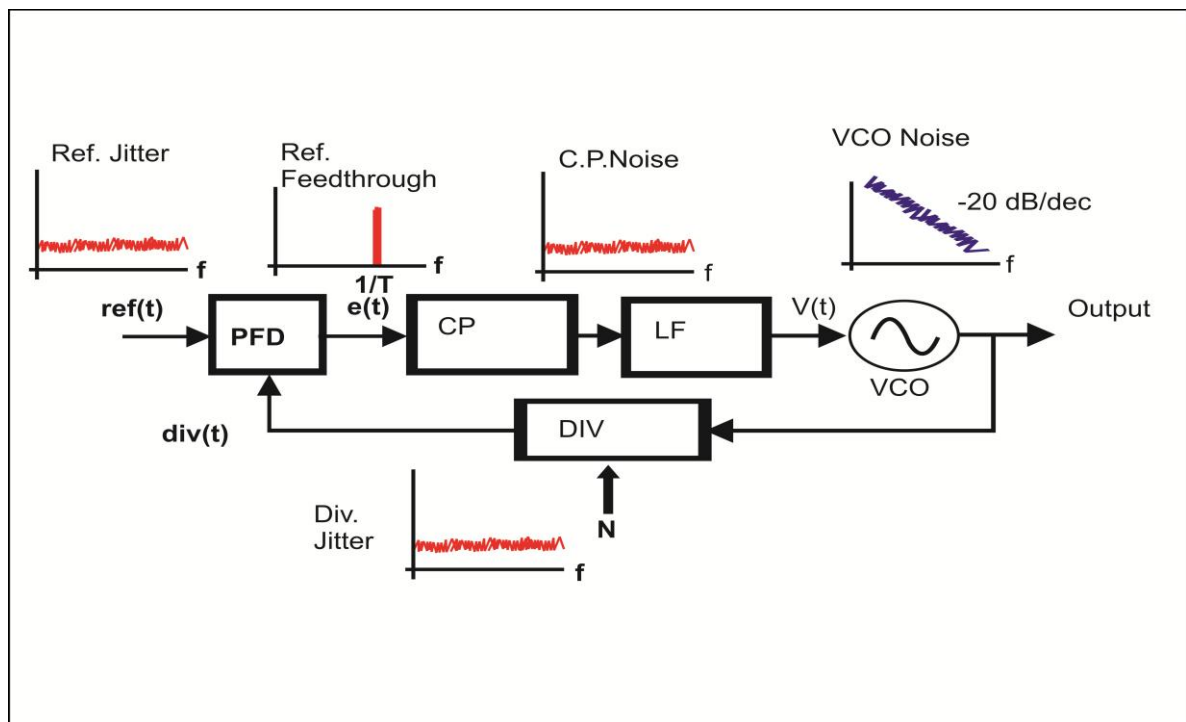 Ref. Jitter
f
Ref.
Feedthrough
f
1/T
C.P.Noise
f
VCO Noise
-20 dB/dec
f
ref(t)
PFD
e(t)
CP
LF
V(t)
VCO
Output
div(t)
DIV
N
Div.
Jitter
f